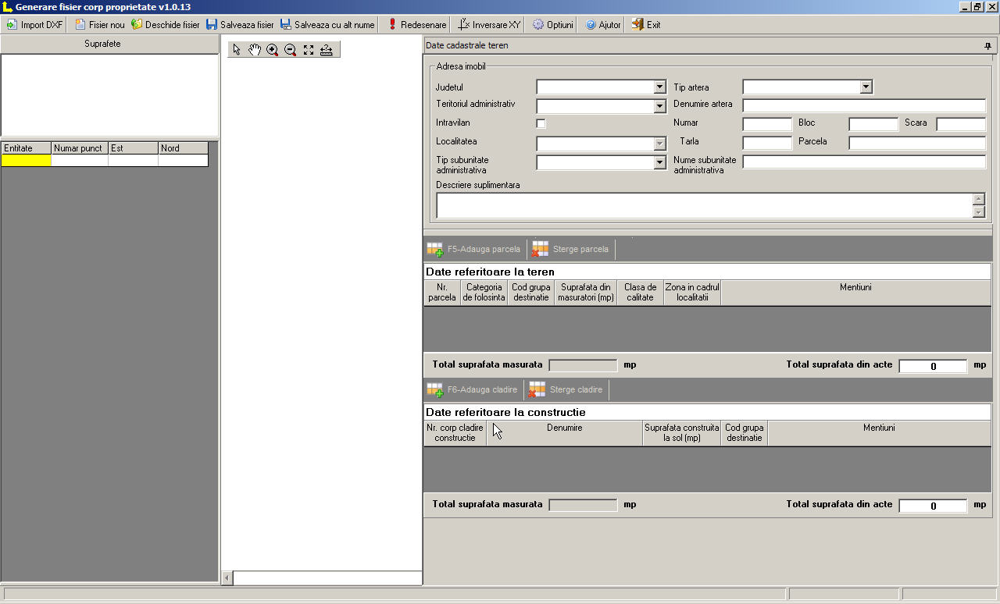 Generare fisier corp proprietate v1.0.13
Import DXF Fisier nou Deschide fisier Salveaza fisier Salveaza cu alt nume Redesenare Inversare XY Optiuni Ajutor Exit
Suprafete
Entitate Numar punct Est Nord
Date cadastrale teren
Adresa imobil
Judetul Tip artera
Teritoriul administrativ Denumire artera
Intravilan Numar Bloc Scara
Localitatea Tarla Parcela
Tip subunitate administrativa Nume subunitate administrativa
Descriere suplimentara
F5-Adauga parcela Sterge parcela
Date referitoare la teren
Nr. parcela Categoria de folosinta Cod grupa destinatie Suprafata din masuratori (mp) Clasa de calitate Zona in cadrul localitatii Mentiuni
Total suprafata masurata mp Total suprafata din acte 0 mp
F6-Adauga cladire Sterge cladire
Date referitoare la constructie
Nr. corp cladire constructie Denumire Suprafata construita la sol (mp) Cod grupa destinatie Mentiuni
Total suprafata masurata mp Total suprafata din acte 0 mp